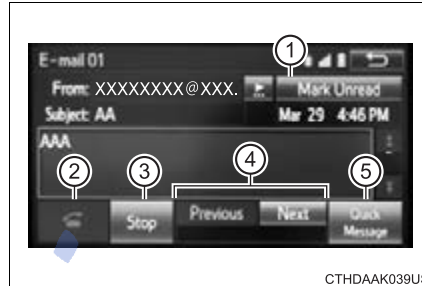 E-mail 01
1
From: XXXXXXXX@XXX.
Mark Unread
Subject: AA
Mar 29 4:46 PM
AAA
2
3
4
5
Stop
Previous
Next
Quick Message
CTHDAAK039US